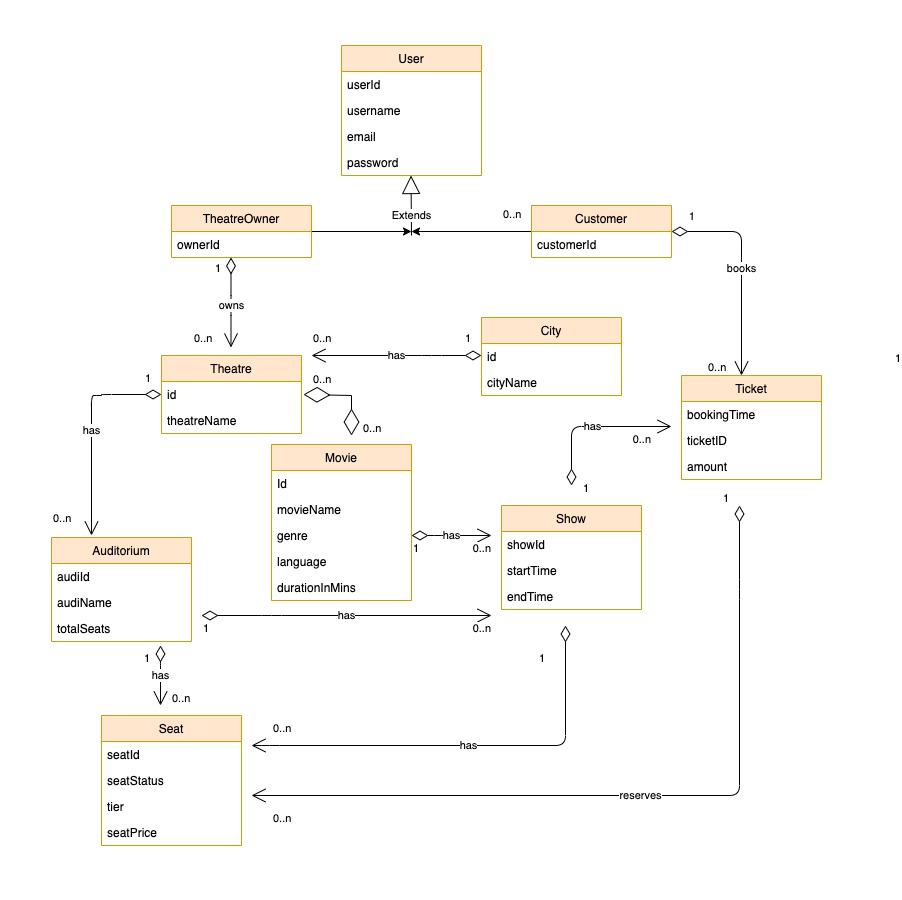 User
userId
username
email
password
Extends
TheatreOwner
ownerId
0..n
Customer
customerId
1
1
owns
0..n
books
0..n
City
id
cityName
1
has
0..n
1
Theatre
id
theatreName
1
has
0..n
0..n
0..n
Ticket
bookingTime
ticketID
amount
has
0..n
1
1
Movie
Id
movieName
genre
language
durationInMins
1
has
0..n
Show
showId
startTime
endTime
Auditorium
audiId
audiName
totalSeats
1
has
0..n
1
has
0..n
1
has
0..n
Seat
seatId
seatStatus
tier
seatPrice
reserves
0..n